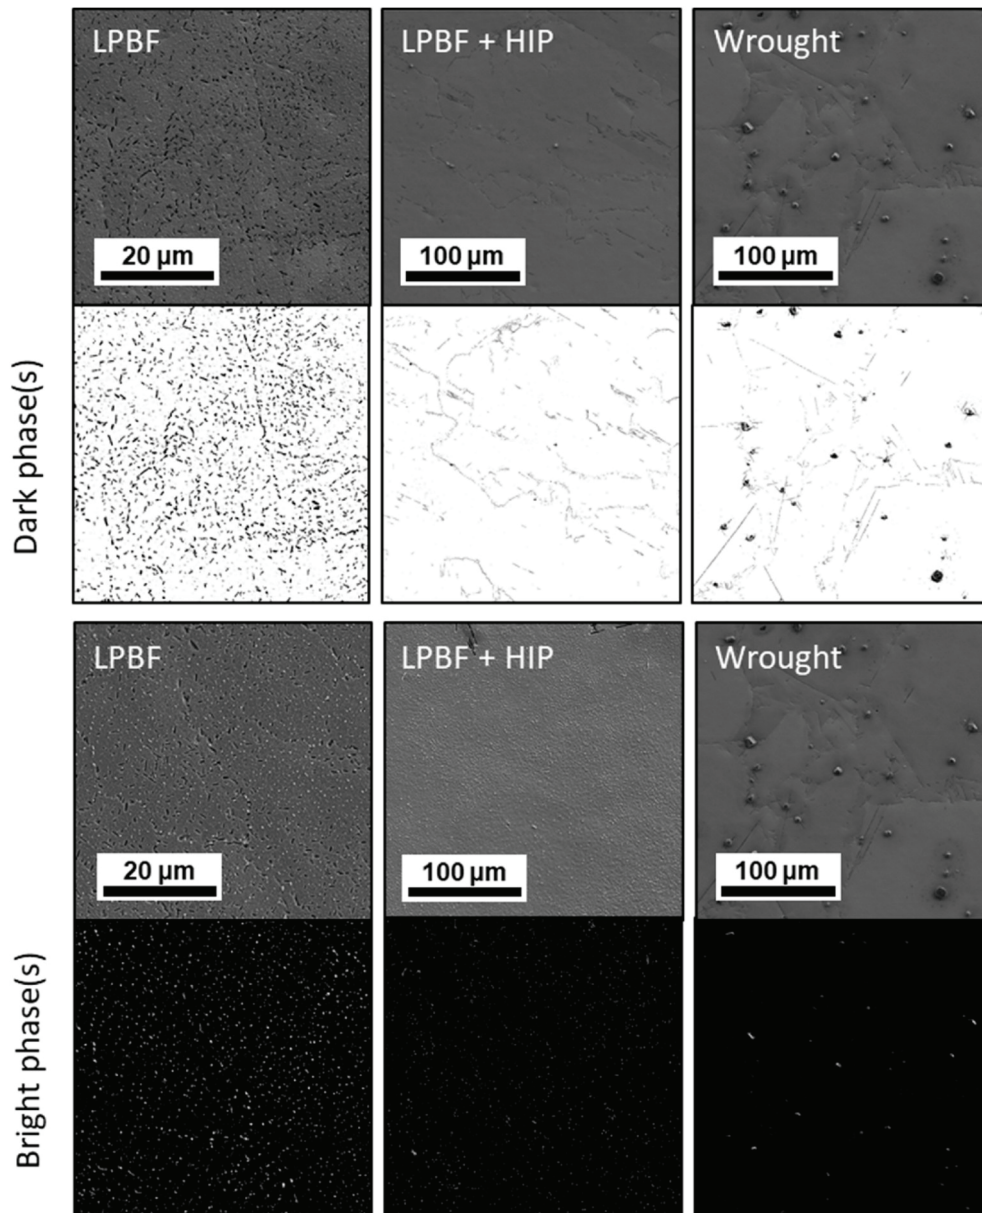 LPBF
LPBF + HIP
Wrought
20 µm
100 µm
100 µm
Dark phase(s)
LPBF
LPBF + HIP
Wrought
20 µm
100 µm
100 µm
Bright phase(s)